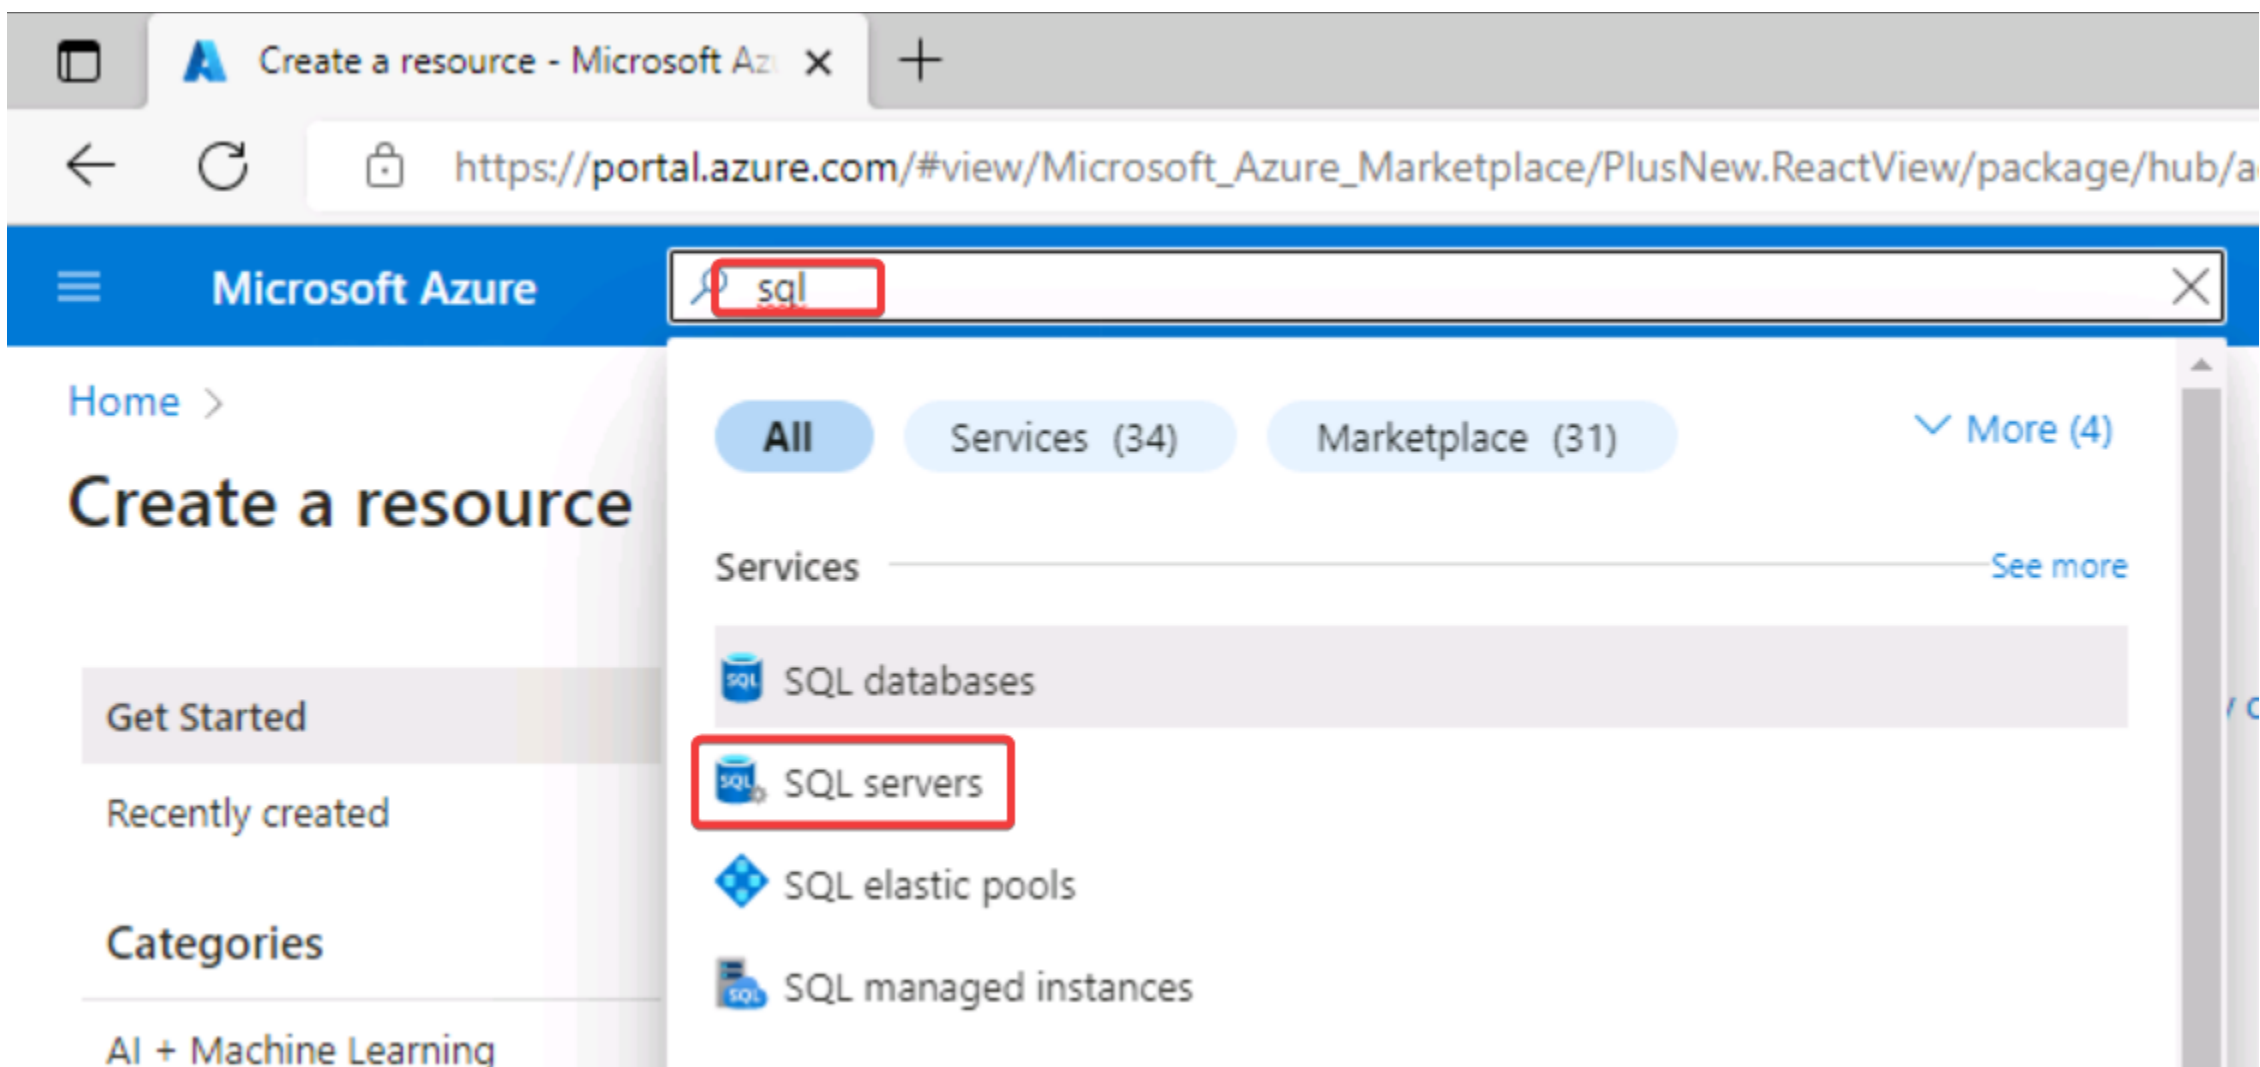 Create a resource - Microsoft Az
https://portal.azure.com/#view/Microsoft_Azure_Marketplace/PlusNew.ReactView/package/hub/a
Microsoft Azure
sql
Home >
All
Services (34)
Marketplace (31)
More (4)
Create a resource
Services
See more
SQL databases
Get Started
SQL servers
Recently created
SQL elastic pools
Categories
SQL managed instances
AI + Machine Learning